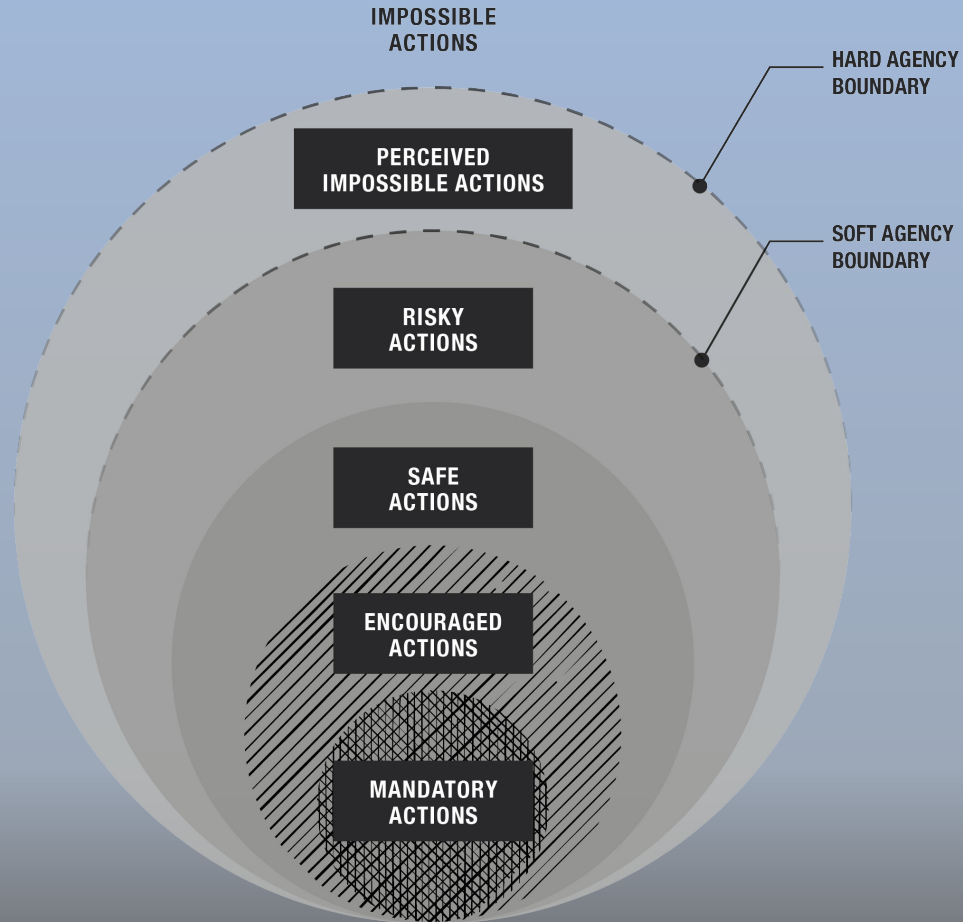 IMPOSSIBLE
ACTIONS
HARD AGENCY
BOUNDARY
PERCEIVED
IMPOSSIBLE ACTIONS
SOFT AGENCY
BOUNDARY
RISKY
ACTIONS
SAFE
ACTIONS
ENCOURAGED
ACTIONS
MANDATORY
ACTIONS